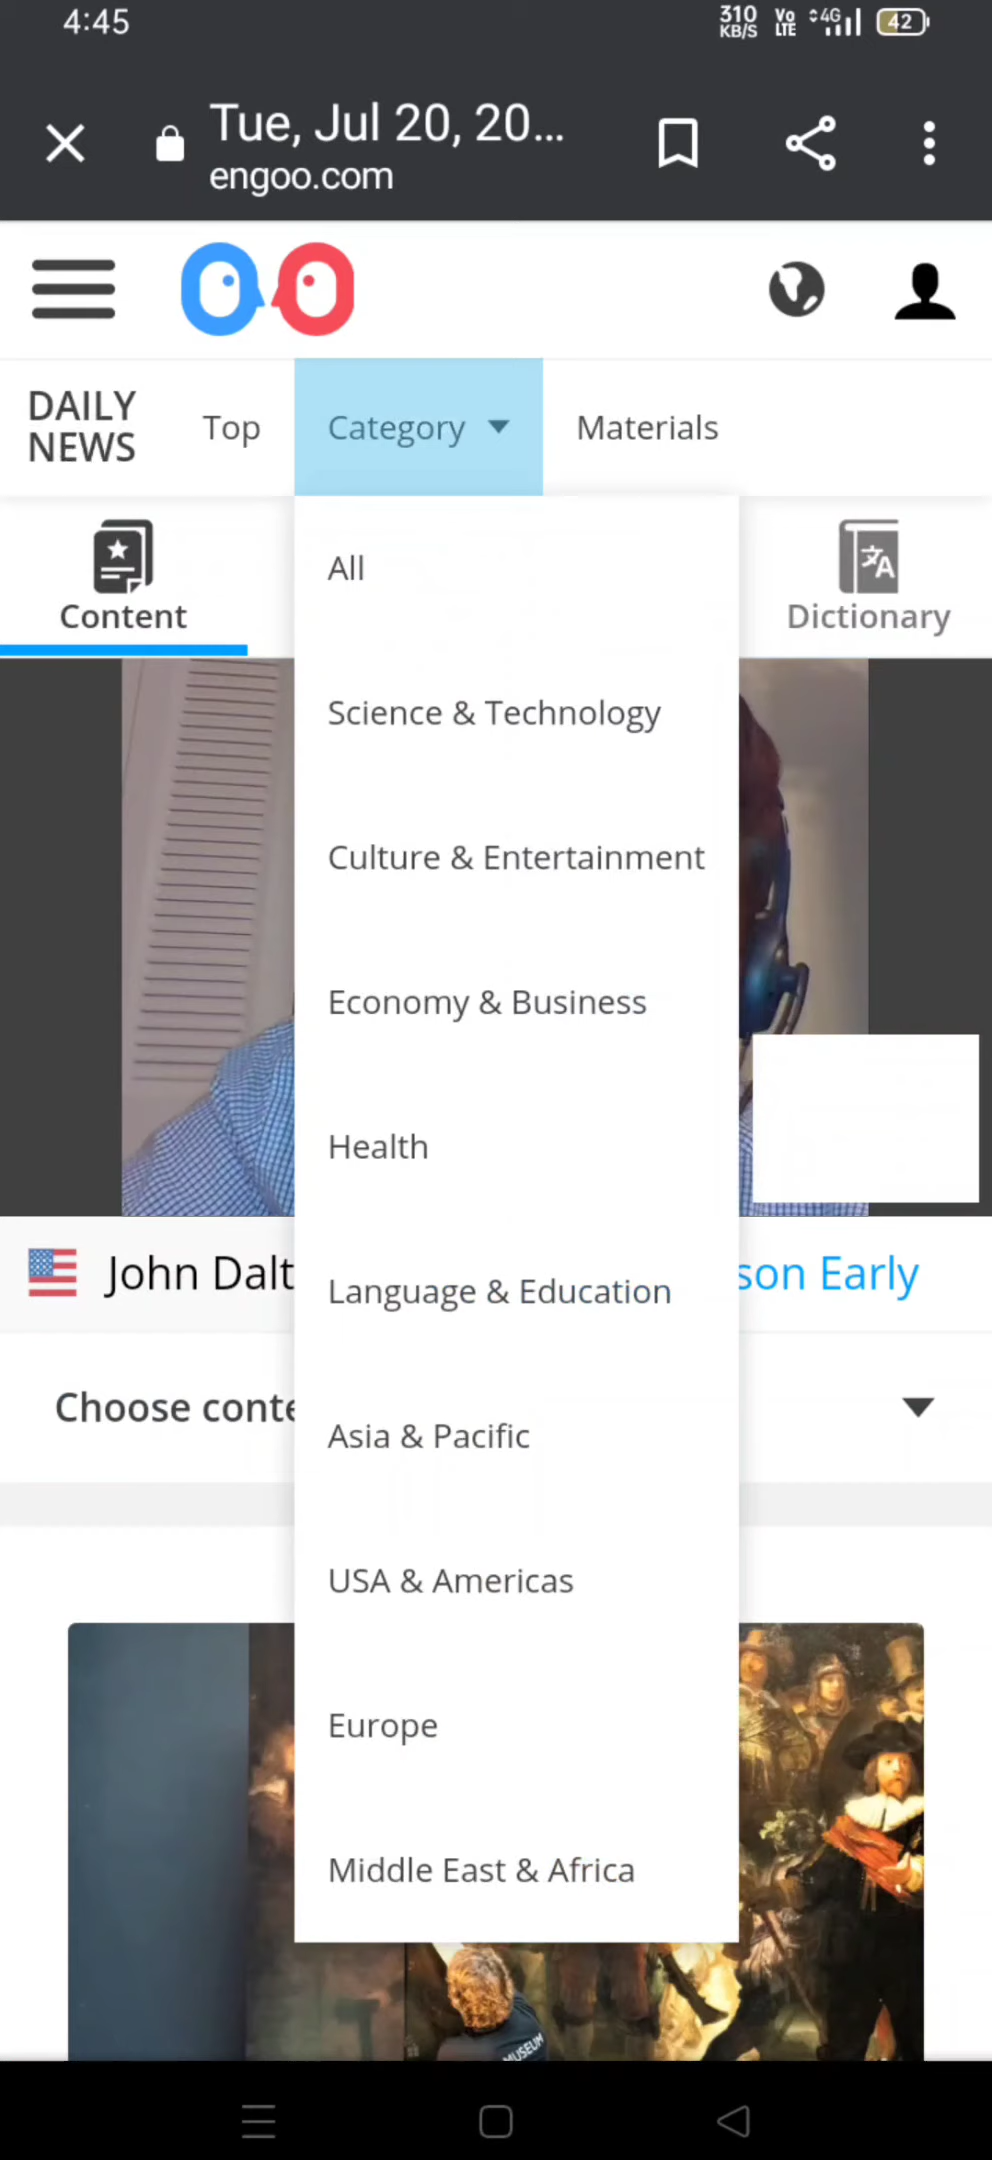 4:45
310 KB/S Vo LTE 4G 42
Tue, Jul 20, 20...
engoo.com
DAILY NEWS
Top
Category
Materials
Content
Dictionary
All
Science & Technology
Culture & Entertainment
Economy & Business
Health
Language & Education
Asia & Pacific
USA & Americas
Europe
Middle East & Africa
John Dalt
son Early
Choose conte
MUSEUM